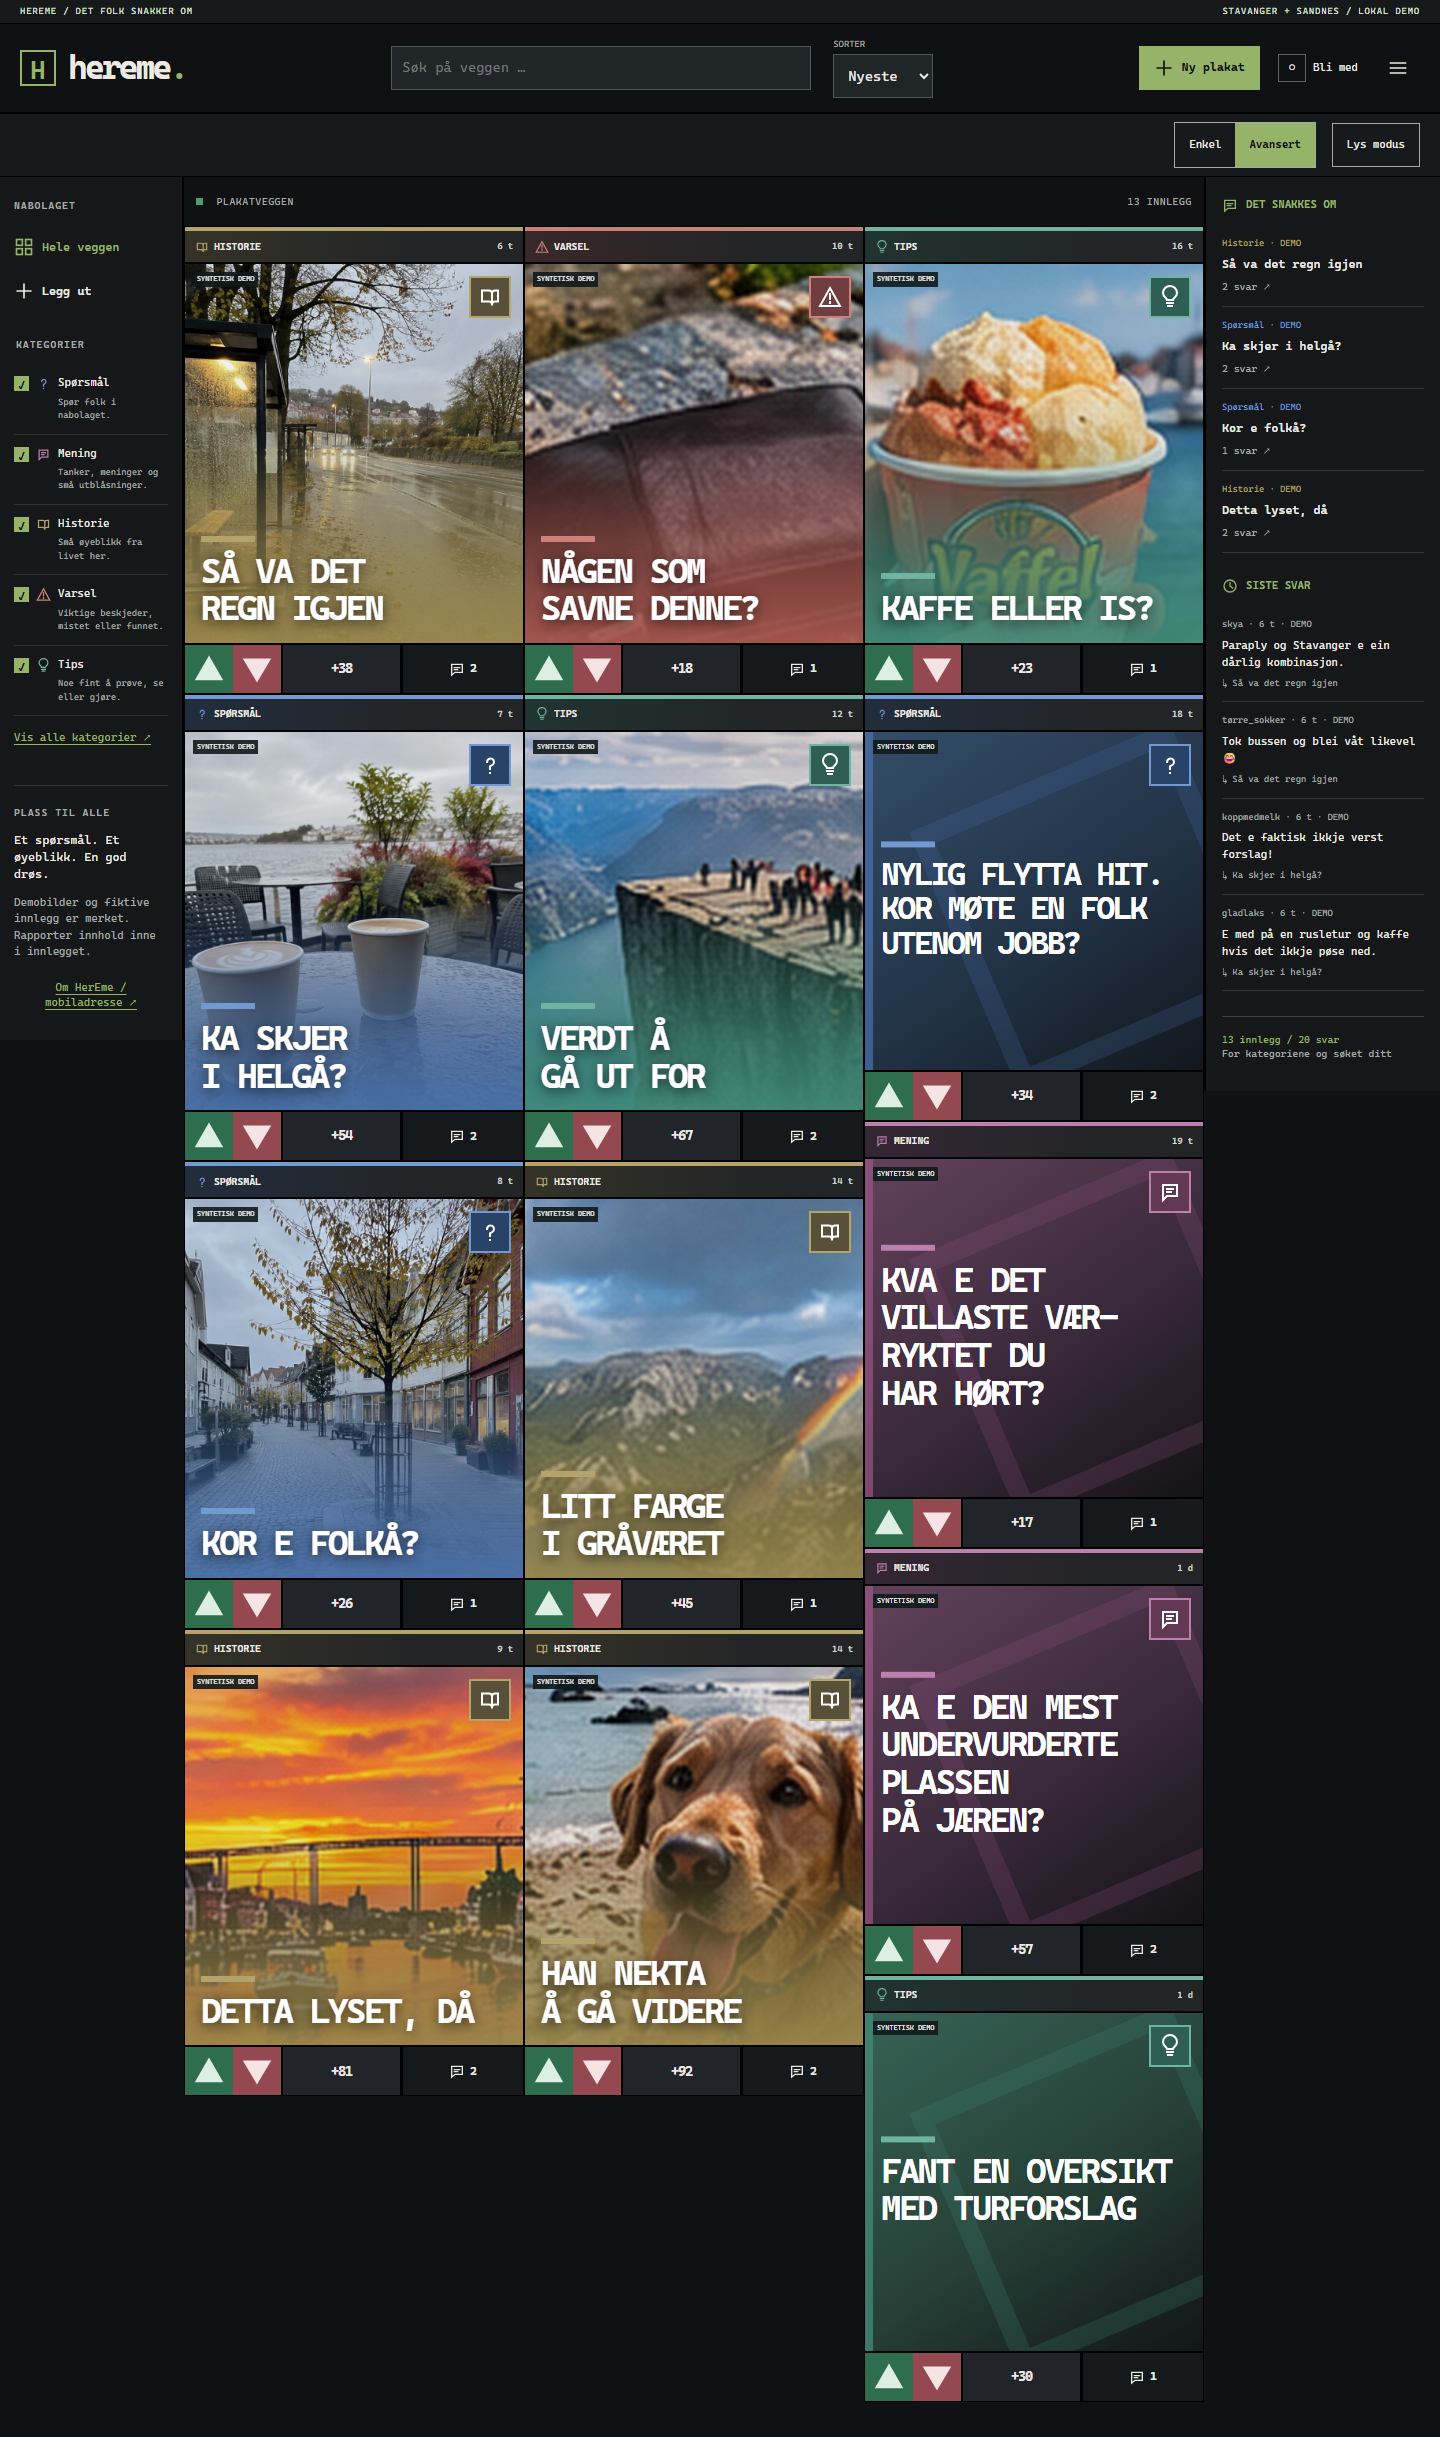 HEREME / DET FOLK SNAKKER OM
STAVANGER + SANDNES / LOKAL DEMO
H hereme.
Søk på veggen …
SORTER
Nyeste
Ny plakat
Bli med
Enkel
Avansert
Lys modus
NABOLAGET
Hele veggen
Legg ut
KATEGORIER
Spørsmål
Spør folk i
nabolaget.
Mening
Tanker, meninger og
små utblåsninger.
Historie
Små øyeblikk fra
livet her.
Varsel
Viktige beskjeder,
mistet eller funnet.
Tips
Noe fint å prøve, se
eller gjøre.
Vis alle kategorier ↗
PLASS TIL ALLE
Et spørsmål. Et
øyeblikk. En god
drøs.
Demobilder og fiktive
innlegg er merket.
Rapporter innhold inne
i innlegget.
Om HerEme /
mobiladresse ↗
PLAKATVEGGEN
13 INNLEGG
HISTORIE
6 t
SYNTETISK DEMO
SÅ VA DET
REGN IGJEN
+38
2
SPØRSMÅL
7 t
SYNTETISK DEMO
?
KA SKJER
I HELGÅ?
+54
2
SPØRSMÅL
8 t
SYNTETISK DEMO
?
KOR E FOLKÅ?
+26
1
HISTORIE
9 t
SYNTETISK DEMO
DETTA LYSET, DÅ
+81
2
VARSEL
10 t
NÅGEN SOM
SAVNE DENNE?
+18
1
TIPS
12 t
VERDT Å
GÅ UT FOR
+67
2
HISTORIE
14 t
SYNTETISK DEMO
LITT FARGE
I GRÅVÆRET
+45
1
HISTORIE
14 t
SYNTETISK DEMO
HAN NEKTA
Å GÅ VIDERE
+92
2
TIPS
16 t
Vaffel
KAFFE ELLER IS?
+23
1
SPØRSMÅL
18 t
SYNTETISK DEMO
?
NYLIG FLYTTA HIT.
KOR MØTE EN FOLK
UTENOM JOBB?
+34
2
MENING
19 t
SYNTETISK DEMO
KVA E DET
VILLASTE VÆR–
RYKTET DU
HAR HØRT?
+17
1
MENING
1 d
SYNTETISK DEMO
KA E DEN MEST
UNDERVURDERTE
PLASSEN
PÅ JÆREN?
+57
2
TIPS
1 d
SYNTETISK DEMO
FANT EN OVERSIKT
MED TURFORSLAG
+30
1
DET SNAKKES OM
Historie · DEMO
Så va det regn igjen
2 svar ↗
Spørsmål · DEMO
Ka skjer i helgå?
2 svar ↗
Spørsmål · DEMO
Kor e folkå?
1 svar ↗
Historie · DEMO
Detta lyset, då
2 svar ↗
SISTE SVAR
skya · 6 t · DEMO
Paraply og Stavanger e ein
dårlig kombinasjon.
↳ Så va det regn igjen
tørre_sokker · 6 t · DEMO
Tok bussen og blei våt likevel
😂
↳ Så va det regn igjen
koppmedmelk · 6 t · DEMO
Det e faktisk ikkje verst
forslag!
↳ Ka skjer i helgå?
gladlaks · 6 t · DEMO
E med på en rusletur og kaffe
hvis det ikkje pøse ned.
↳ Ka skjer i helgå?
13 innlegg / 20 svar
For kategoriene og søket ditt